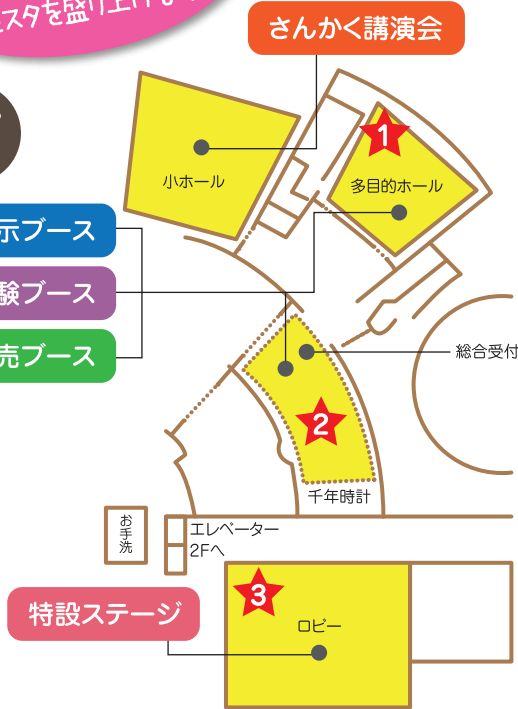 スタを盛り上げ
さんかく講演会
1
小ホール
多目的ホール
示ブース
験ブース
売ブース
総合受付
2
千年時計
お手洗
エレベーター
2Fへ
3
特設ステージ
ロビー